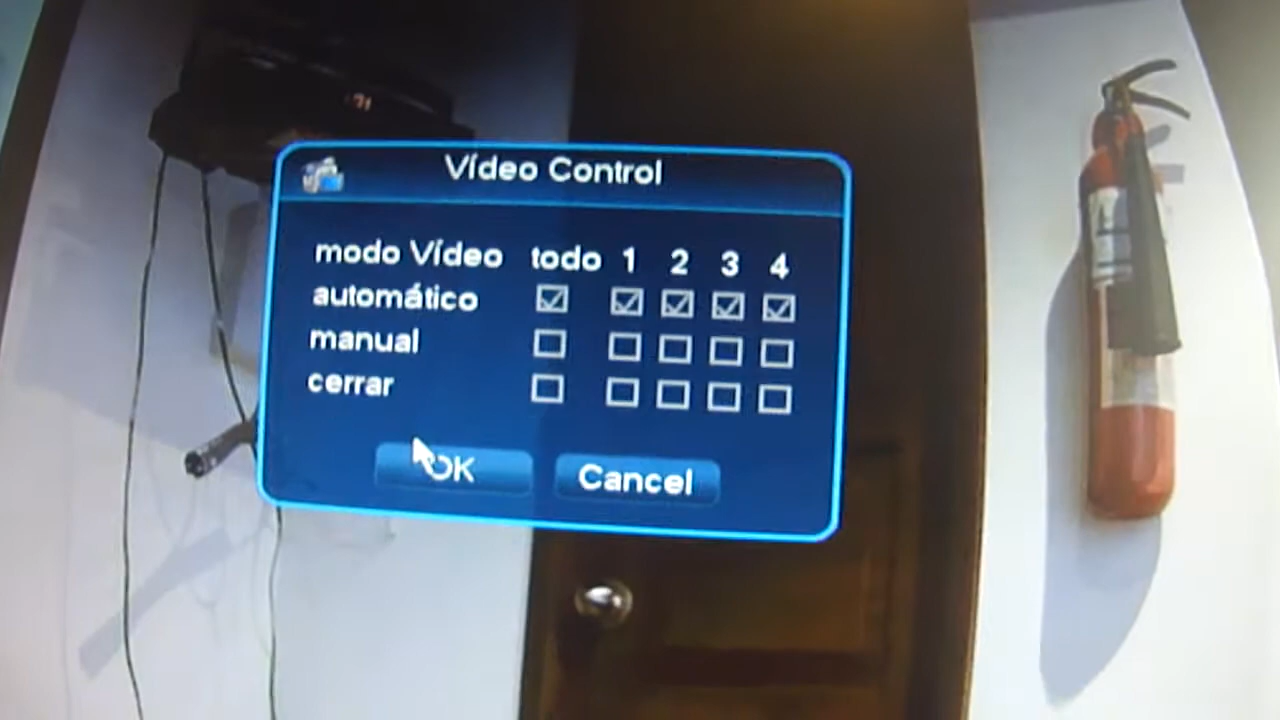 Vídeo Control
modo Vídeo todo 1 2 3 4
automático
manual
cerrar
OK Cancel